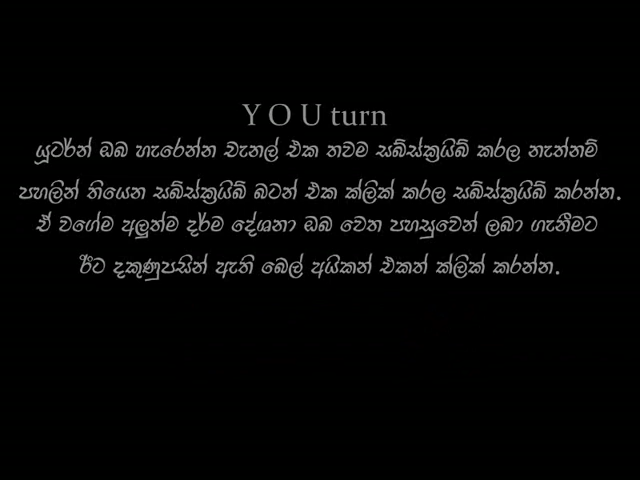 Y O U turn
යූටර්න් ඔබ හැරෙන්න චැනල් එක තවම සබ්ස්ක්‍රයිබ් කරල නැත්නම්
පහලින් තියෙන සබ්ස්ක්‍රයිබ් බටන් එක ක්ලික් කරල සබ්ස්ක්‍රයිබ් කරන්න.
ඒ වගේම අලුත්ම දර්ම දේශනා ඔබ වෙත පහසුවෙන් ලබා ගැනීමට
ඊට දකුණුපසින් ඇති බෙල් අයිකන් එකත් ක්ලික් කරන්න.